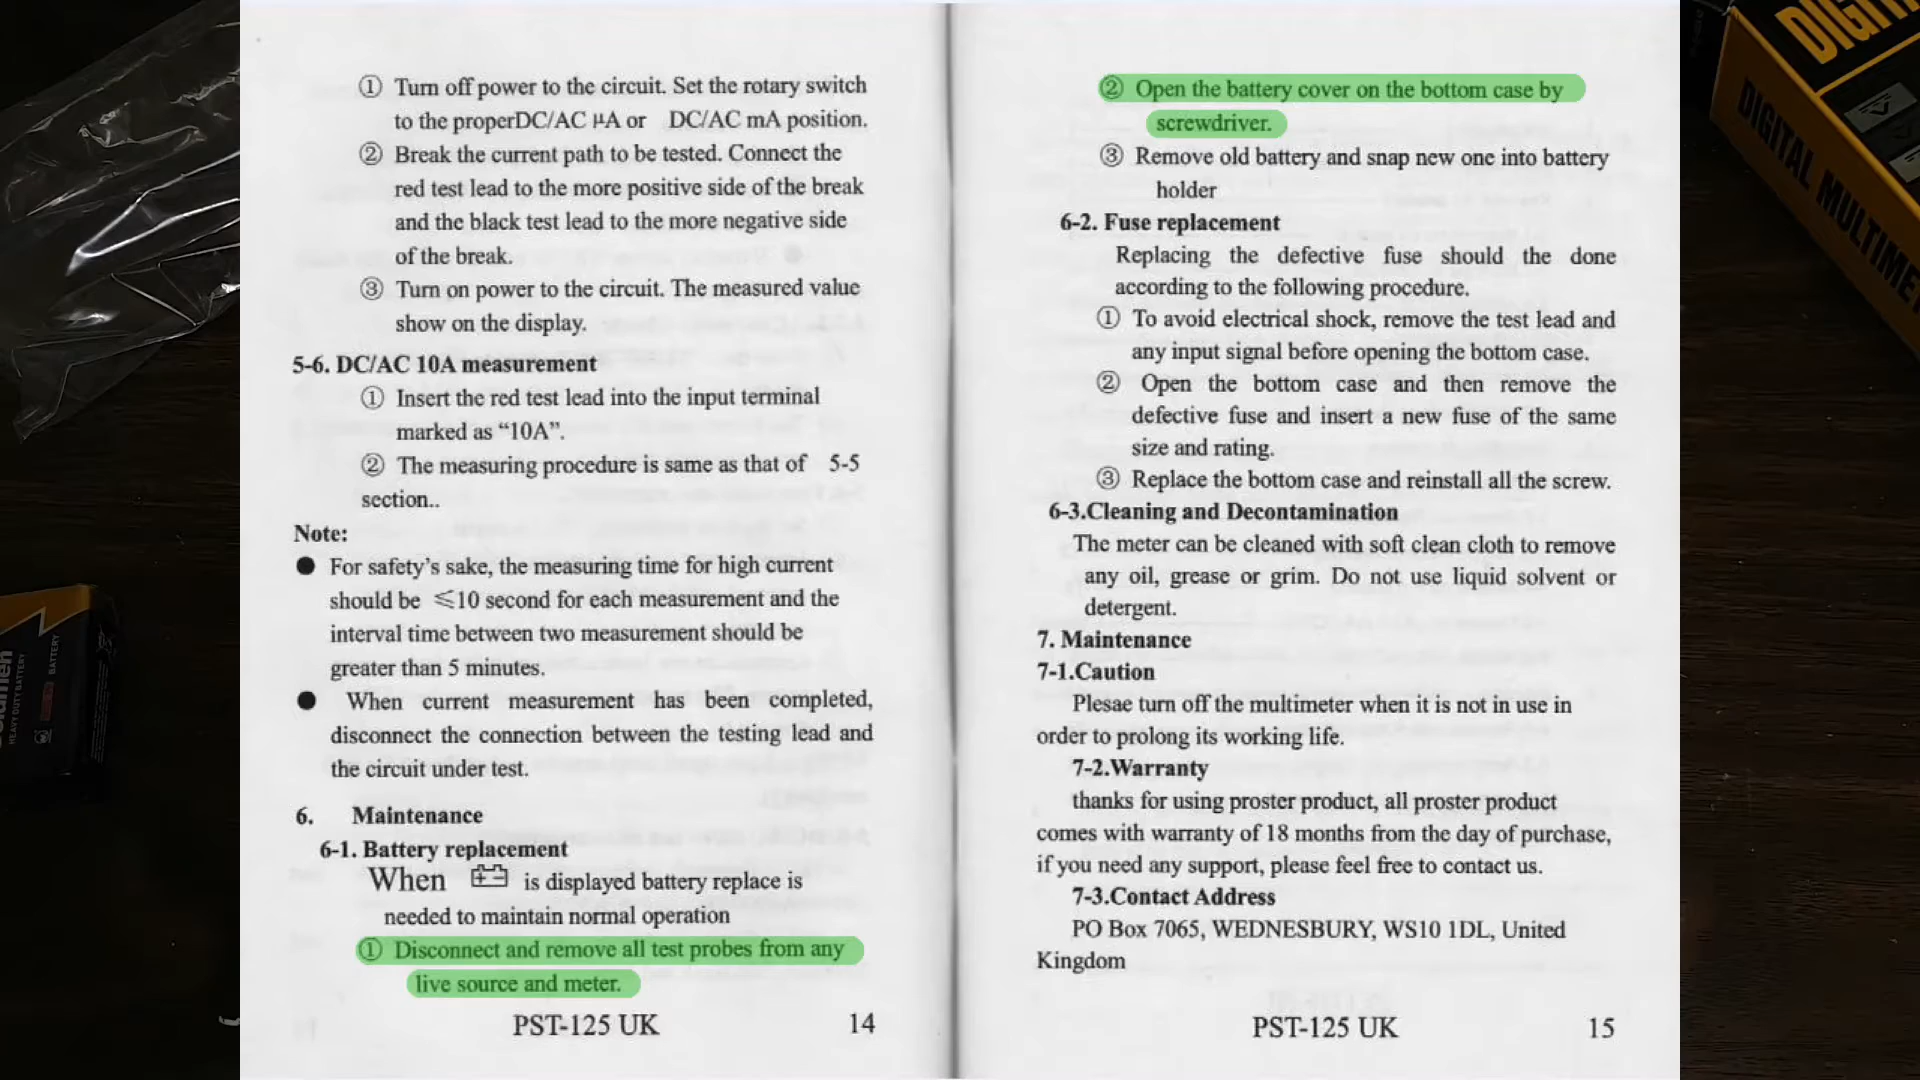 ① Turn off power to the circuit. Set the rotary switch
to the properDC/AC μA or DC/AC mA position.
② Break the current path to be tested. Connect the
red test lead to the more positive side of the break
and the black test lead to the more negative side
of the break.
③ Turn on power to the circuit. The measured value
show on the display.
5-6. DC/AC 10A measurement
① Insert the red test lead into the input terminal
marked as “10A”.
② The measuring procedure is same as that of 5-5
section..
Note:
● For safety’s sake, the measuring time for high current
should be ≤10 second for each measurement and the
interval time between two measurement should be
greater than 5 minutes.
● When current measurement has been completed,
disconnect the connection between the testing lead and
the circuit under test.
6. Maintenance
6-1. Battery replacement
When is displayed battery replace is
needed to maintain normal operation
① Disconnect and remove all test probes from any
live source and meter.
PST-125 UK 14
② Open the battery cover on the bottom case by
screwdriver.
③ Remove old battery and snap new one into battery
holder
6-2. Fuse replacement
Replacing the defective fuse should the done
according to the following procedure.
① To avoid electrical shock, remove the test lead and
any input signal before opening the bottom case.
② Open the bottom case and then remove the
defective fuse and insert a new fuse of the same
size and rating.
③ Replace the bottom case and reinstall all the screw.
6-3.Cleaning and Decontamination
The meter can be cleaned with soft clean cloth to remove
any oil, grease or grim. Do not use liquid solvent or
detergent.
7. Maintenance
7-1.Caution
Plesae turn off the multimeter when it is not in use in
order to prolong its working life.
7-2.Warranty
thanks for using proster product, all proster product
comes with warranty of 18 months from the day of purchase,
if you need any support, please feel free to contact us.
7-3.Contact Address
PO Box 7065, WEDNESBURY, WS10 1DL, United
Kingdom
PST-125 UK 15
HEAVY DUTY BATTERY
BATTERY
DIGITAL